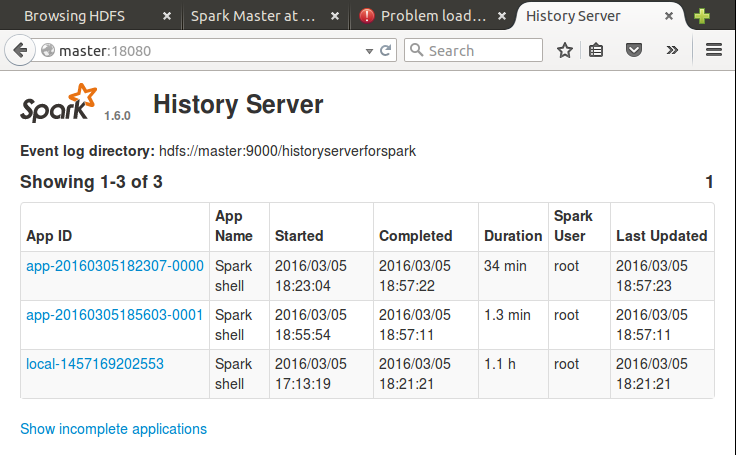 Browsing HDFS × Spark Master at ... × Problem load... × History Server ×
master:18080 Search
Spark 1.6.0 History Server
Event log directory: hdfs://master:9000/historyserverforspark
Showing 1-3 of 3 1
App ID App Name Started Completed Duration Spark User Last Updated
app-20160305182307-0000 Spark shell 2016/03/05 18:23:04 2016/03/05 18:57:22 34 min root 2016/03/05 18:57:23
app-20160305185603-0001 Spark shell 2016/03/05 18:55:54 2016/03/05 18:57:11 1.3 min root 2016/03/05 18:57:11
local-1457169202553 Spark shell 2016/03/05 17:13:19 2016/03/05 18:21:21 1.1 h root 2016/03/05 18:21:21
Show incomplete applications